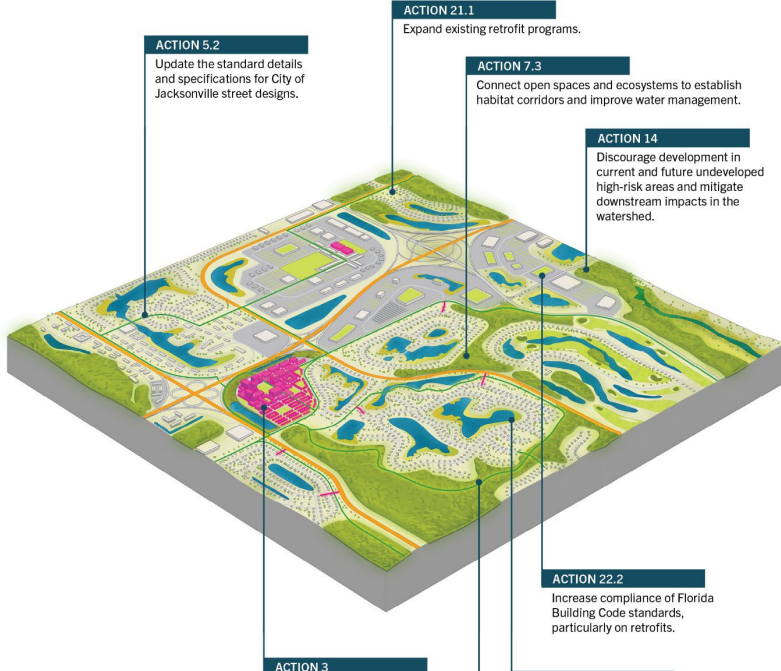 ACTION 21.1
Expand existing retrofit programs.
ACTION 5.2
Update the standard details
and specifications for City of
Jacksonville street designs.
ACTION 7.3
Connect open spaces and ecosystems to establish
habitat corridors and improve water management.
ACTION 14
Discourage development in
current and future undeveloped
high-risk areas and mitigate
downstream impacts in the
watershed.
ACTION 22.2
Increase compliance of Florida
Building Code standards,
particularly on retrofits.
ACTION 3